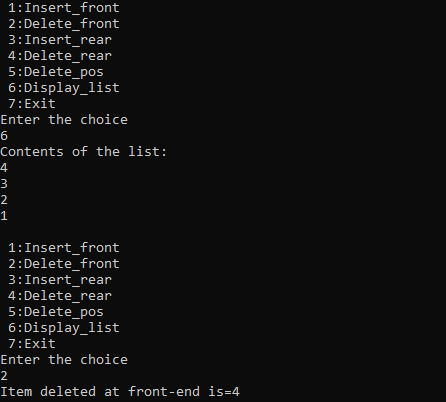 1:Insert_front
2:Delete_front
3:Insert_rear
4:Delete_rear
5:Delete_pos
6:Display_list
7:Exit
Enter the choice
6
Contents of the list:
4
3
2
1
1:Insert_front
2:Delete_front
3:Insert_rear
4:Delete_rear
5:Delete_pos
6:Display_list
7:Exit
Enter the choice
2
Item deleted at front-end is=4